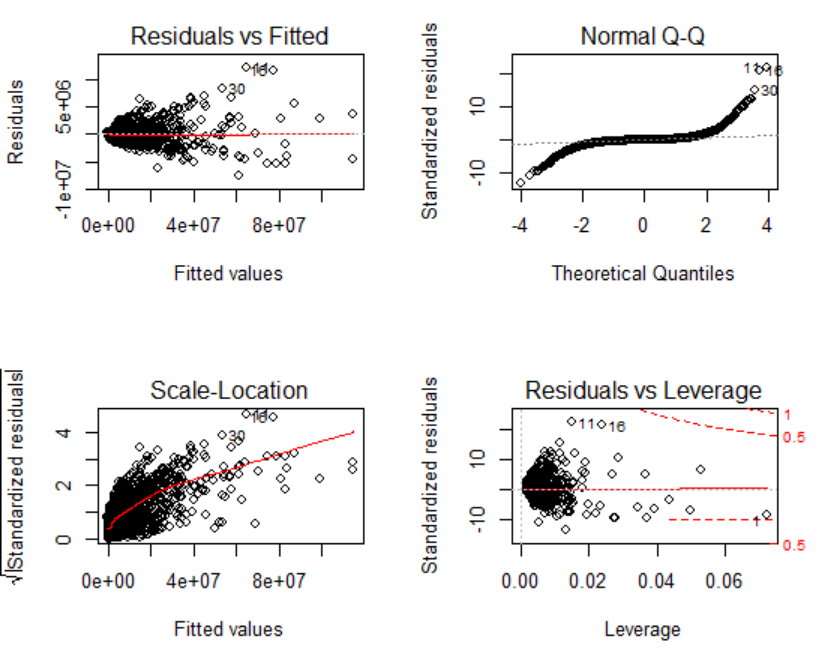 Residuals vs Fitted
Residuals
5e+06
-1e+07
16
30
0e+00 4e+07 8e+07
Fitted values
Normal Q-Q
Standardized residuals
10
-10
11 16
30
-4 -2 0 2 4
Theoretical Quantiles
Scale-Location
√|Standardized residuals|
4
2
0
16
30
0e+00 4e+07 8e+07
Fitted values
Residuals vs Leverage
Standardized residuals
10
-10
11 16
1
1
0.5
0.5
0.00 0.02 0.04 0.06
Leverage